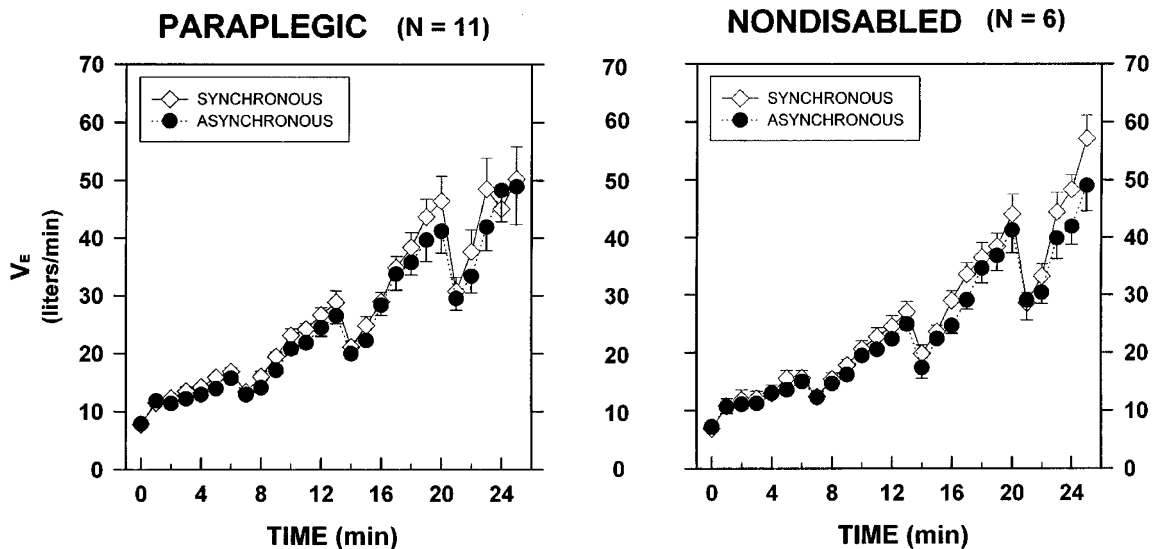 PARAPLEGIC (N = 11)
70
60
50
40
30
20
10
0
SYNCHRONOUS
ASYNCHRONOUS
VE
(liters/min)
0 4 8 12 16 20 24
TIME (min)
NONDISABLED (N = 6)
70
60
50
40
30
20
10
0
SYNCHRONOUS
ASYNCHRONOUS
70
60
50
40
30
20
10
0
0 4 8 12 16 20 24
TIME (min)